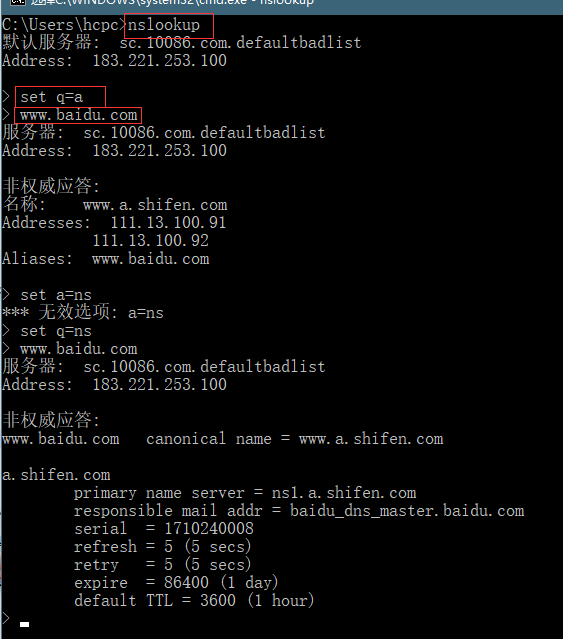 选择C:\WINDOWS\system32\cmd.exe - nslookup
C:\Users\hcpc>nslookup
默认服务器:  sc.10086.com.defaultbadlist
Address:  183.221.253.100
> set q=a
> www.baidu.com
服务器:  sc.10086.com.defaultbadlist
Address:  183.221.253.100
非权威应答:
名称:    www.a.shifen.com
Addresses:  111.13.100.91
111.13.100.92
Aliases:  www.baidu.com
> set a=ns
*** 无效选项: a=ns
> set q=ns
> www.baidu.com
服务器:  sc.10086.com.defaultbadlist
Address:  183.221.253.100
非权威应答:
www.baidu.com   canonical name = www.a.shifen.com
a.shifen.com
primary name server = ns1.a.shifen.com
responsible mail addr = baidu_dns_master.baidu.com
serial  = 1710240008
refresh = 5 (5 secs)
retry   = 5 (5 secs)
expire  = 86400 (1 day)
default TTL = 3600 (1 hour)
>